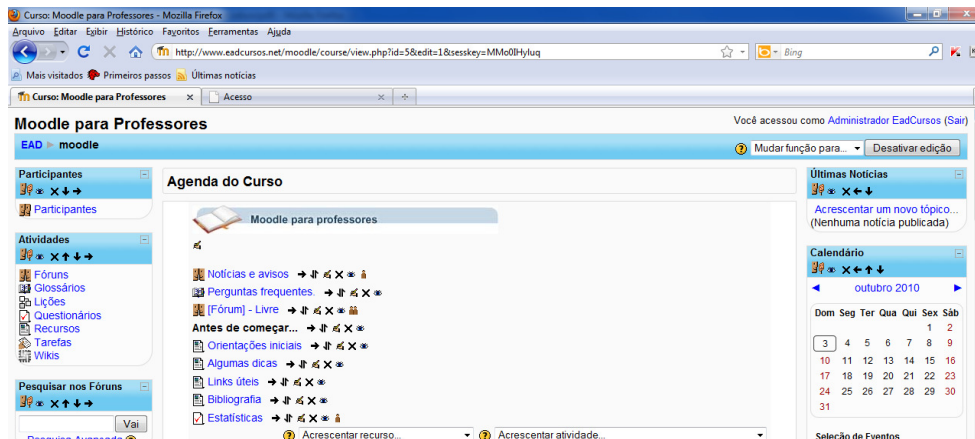 Curso: Moodle para Professores - Mozilla Firefox
Arquivo Editar Exibir Histórico Favoritos Ferramentas Ajuda
http://www.eadcursos.net/moodle/course/view.php?id=5&edit=1&sesskey=MMo0IHyluq
Bing
Mais visitados Primeiros passos Últimas notícias
Curso: Moodle para Professores
Acesso
Moodle para Professores
Você acessou como Administrador EadCursos (Sair)
EAD ► moodle
Mudar função para...
Desativar edição
Participantes
Participantes
Atividades
Fóruns
Glossários
Lições
Questionários
Recursos
Tarefas
Wikis
Pesquisar nos Fóruns
Vai
Pesquisa Avançada
Agenda do Curso
Moodle para professores
Notícias e avisos
Perguntas frequentes.
[Fórum] - Livre
Antes de começar...
Orientações iniciais
Algumas dicas
Links úteis
Bibliografia
Estatísticas
Acrescentar recurso...
Acrescentar atividade...
Últimas Notícias
Acrescentar um novo tópico...
(Nenhuma notícia publicada)
Calendário
outubro 2010
Dom Seg Ter Qua Qui Sex Sáb
1 2
3 4 5 6 7 8 9
10 11 12 13 14 15 16
17 18 19 20 21 22 23
24 25 26 27 28 29 30
31
Seleção de Eventos